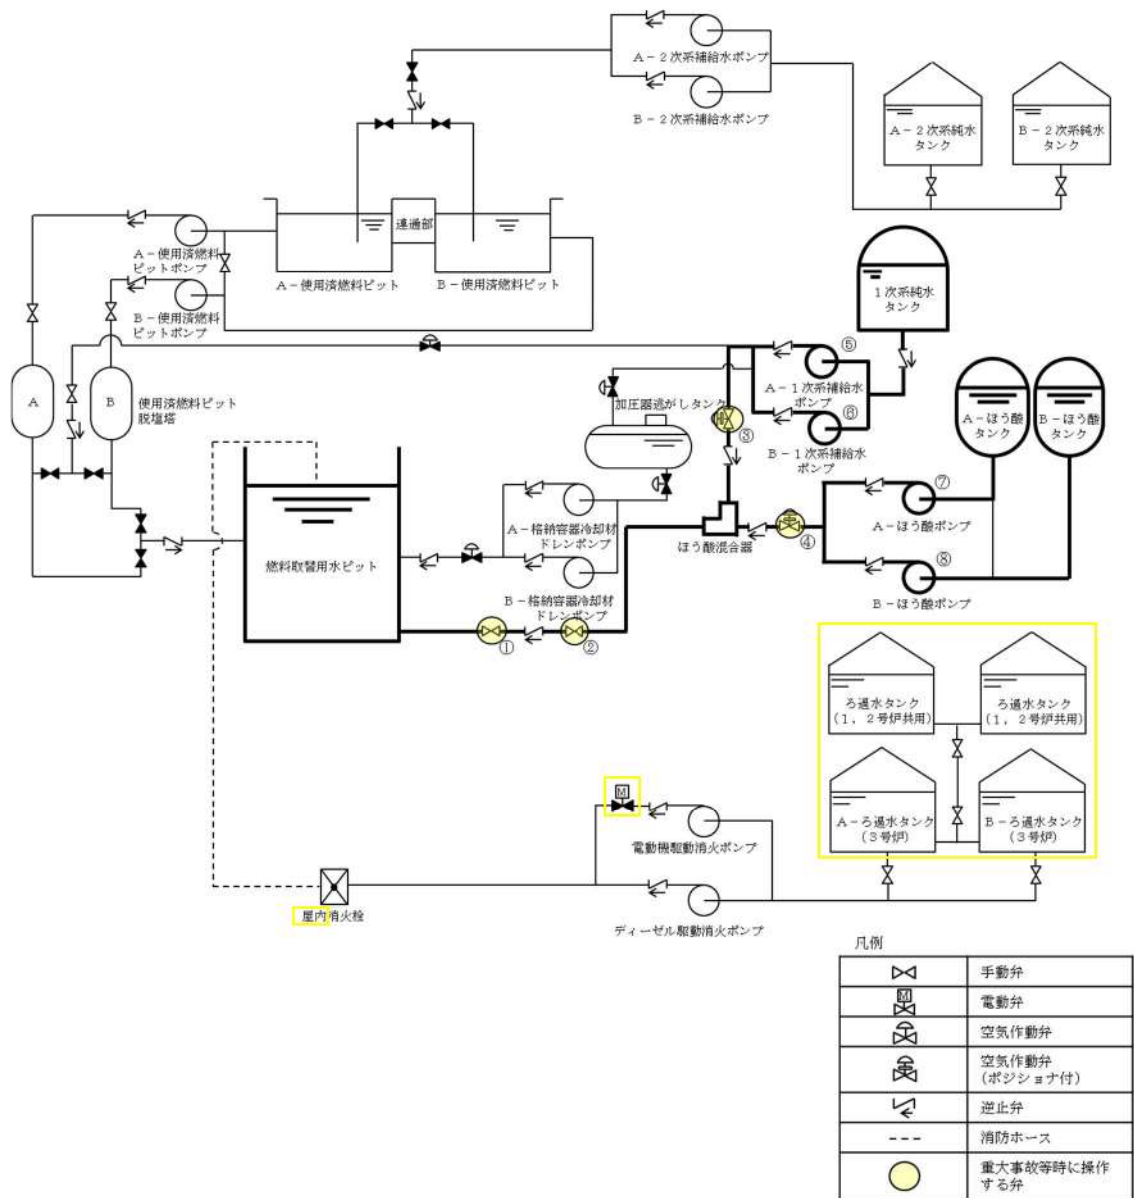 A－2次系補給水ポンプ
B－2次系補給水ポンプ
A－2次系純水
タンク
B－2次系純水
タンク
連通部
A－使用済燃料
ピットポンプ
A－使用済燃料ピット
B－使用済燃料ピット
B－使用済燃料
ピットポンプ
1次系純水
タンク
⑤
A－1次系補給水
ポンプ
加圧器逃がしタンク
③
⑥
B－1次系補給水
ポンプ
A
B
使用済燃料ピット
脱塩塔
A－ほう酸
タンク
B－ほう酸
タンク
⑦
A－ほう酸ポンプ
④
ほう酸混合器
A－格納容器冷却材
ドレンポンプ
燃料取替用水ピット
⑧
B－ほう酸ポンプ
B－格納容器冷却材
ドレンポンプ
①
②
ろ過水タンク
(1，2号炉共用)
ろ過水タンク
(1，2号炉共用)
A－ろ過水タンク
(3号炉)
B－ろ過水タンク
(3号炉)
M
電動機駆動消火ポンプ
屋内消火栓
ディーゼル駆動消火ポンプ
凡例
手動弁
M
電動弁
空気作動弁
空気作動弁
(ポジショナ付)
逆止弁
消防ホース
重大事故等時に操作
する弁